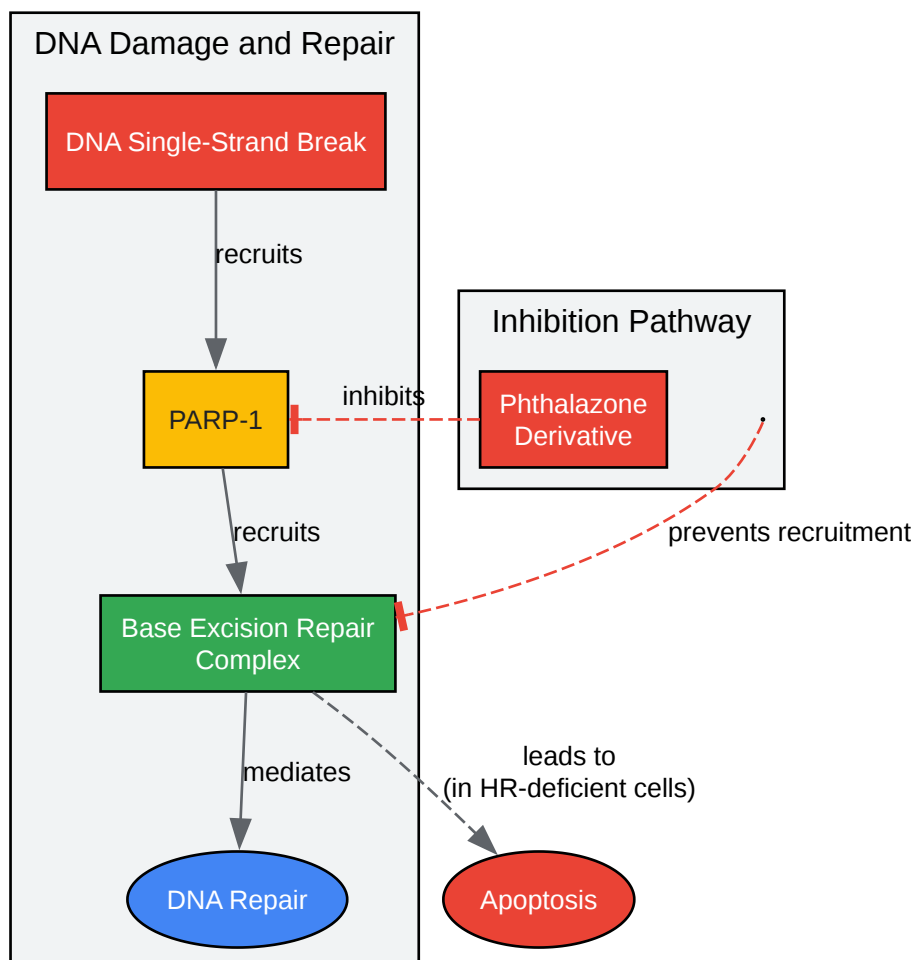 DNA Damage and Repair
DNA Single-Strand Break
recruits
Inhibition Pathway
PARP-1
inhibits
Phthalazone
Derivative
recruits
prevents recruitment
Base Excision Repair
Complex
mediates
leads to
(in HR-deficient cells)
DNA Repair
Apoptosis